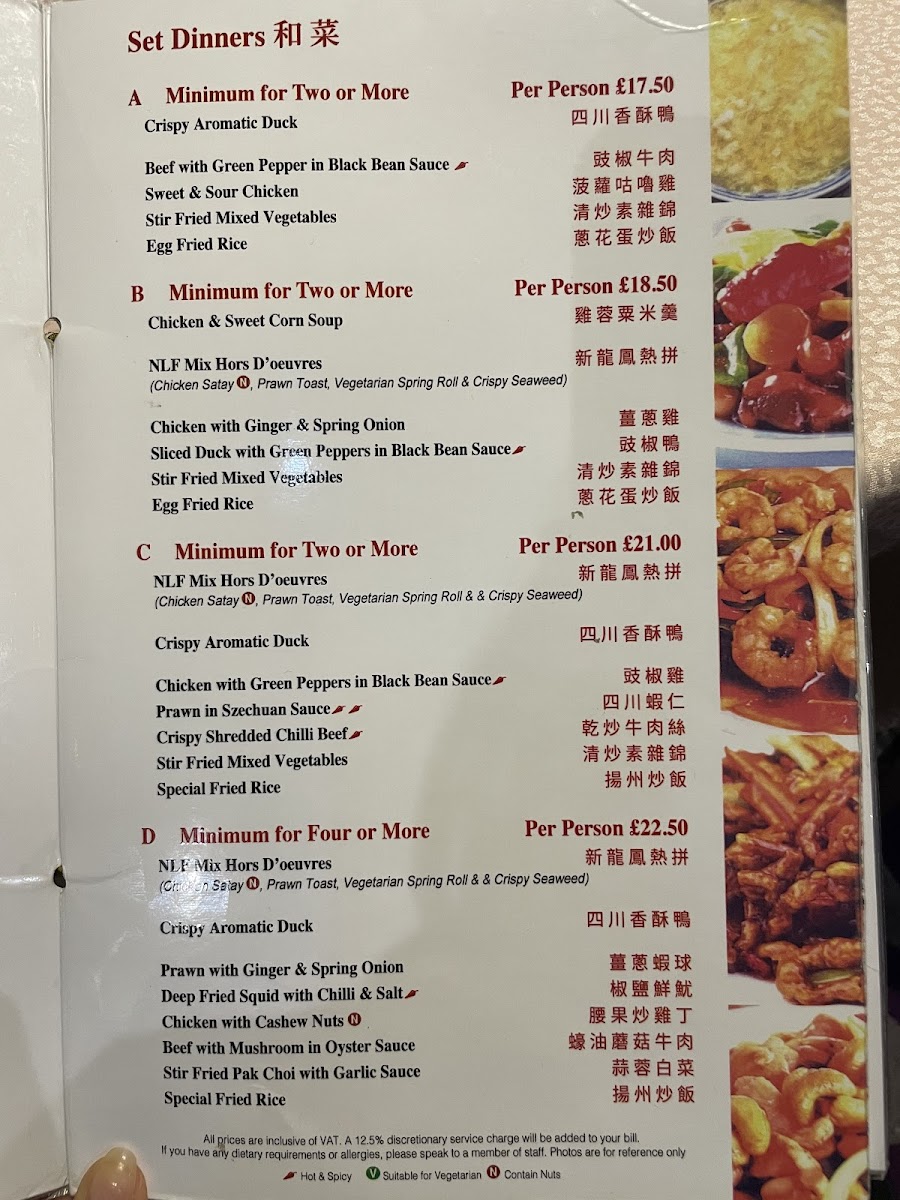 Set Dinners 和菜
A Minimum for Two or More Per Person £17.50
Crispy Aromatic Duck 四川香酥鴨
Beef with Green Pepper in Black Bean Sauce 豉椒牛肉
Sweet & Sour Chicken 菠蘿咕嚕雞
Stir Fried Mixed Vegetables 清炒素雜錦
Egg Fried Rice 蔥花蛋炒飯
B Minimum for Two or More Per Person £18.50
Chicken & Sweet Corn Soup 雞蓉粟米羹
NLF Mix Hors D'oeuvres 新龍鳳熱拼
(Chicken Satay N, Prawn Toast, Vegetarian Spring Roll & Crispy Seaweed)
Chicken with Ginger & Spring Onion 薑蔥雞
Sliced Duck with Green Peppers in Black Bean Sauce 豉椒鴨
Stir Fried Mixed Vegetables 清炒素雜錦
Egg Fried Rice 蔥花蛋炒飯
C Minimum for Two or More Per Person £21.00
NLF Mix Hors D'oeuvres 新龍鳳熱拼
(Chicken Satay N, Prawn Toast, Vegetarian Spring Roll & & Crispy Seaweed)
Crispy Aromatic Duck 四川香酥鴨
Chicken with Green Peppers in Black Bean Sauce 豉椒雞
Prawn in Szechuan Sauce 四川蝦仁
Crispy Shredded Chilli Beef 乾炒牛肉絲
Stir Fried Mixed Vegetables 清炒素雜錦
Special Fried Rice 揚州炒飯
D Minimum for Four or More Per Person £22.50
NLF Mix Hors D'oeuvres 新龍鳳熱拼
(Chicken Satay N, Prawn Toast, Vegetarian Spring Roll & & Crispy Seaweed)
Crispy Aromatic Duck 四川香酥鴨
Prawn with Ginger & Spring Onion 薑蔥蝦球
Deep Fried Squid with Chilli & Salt 椒鹽鮮魷
Chicken with Cashew Nuts N 腰果炒雞丁
Beef with Mushroom in Oyster Sauce 蠔油蘑菇牛肉
Stir Fried Pak Choi with Garlic Sauce 蒜蓉白菜
Special Fried Rice 揚州炒飯
All prices are inclusive of VAT. A 12.5% discretionary service charge will be added to your bill.
If you have any dietary requirements or allergies, please speak to a member of staff. Photos are for reference only
Hot & Spicy V Suitable for Vegetarian N Contain Nuts